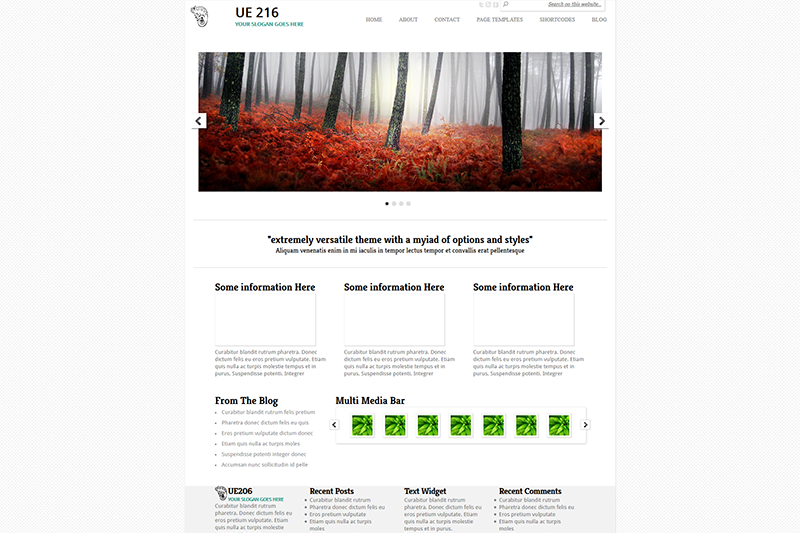 UE 216
YOUR SLOGAN GOES HERE
Search on this website..
HOME ABOUT CONTACT PAGE TEMPLATES SHORTCODES BLOG
"extremely versatile theme with a myiad of options and styles"
Aliquam venenatis enim in mi iaculis in tempor lectus tempor et convallis erat pellentesque
Some information Here
Curabitur blandit rutrum pharetra. Donec
dictum felis eu eros pretium vulputate. Etiam
quis nulla ac turpis molestie tempus et in
purus. Suspendisse potenti. Integrer
Some information Here
Curabitur blandit rutrum pharetra. Donec
dictum felis eu eros pretium vulputate. Etiam
quis nulla ac turpis molestie tempus et in
purus. Suspendisse potenti. Integrer
Some information Here
Curabitur blandit rutrum pharetra. Donec
dictum felis eu eros pretium vulputate. Etiam
quis nulla ac turpis molestie tempus et in
purus. Suspendisse potenti. Integrer
From The Blog
Curabitur blandit rutrum felis pretium
Pharetra donec dictum felis eu quis
Eros pretium vulputate dictum donec
Etiam quis nulla ac turpis moles
Suspendisse potenti integer donec
Accumsan nunc sollicitudin id pelle
Multi Media Bar
UE206
YOUR SLOGAN GOES HERE
Curabitur blandit rutrum
pharetra. Donec dictum felis eu
eros pretium vulputate. Etiam
quis nulla ac turpis molestie
Recent Posts
Curabitur blandit rutrum
Pharetra donec dictum felis eu
Eros pretium vulputate
Etiam quis nulla ac turpis
moles
Text Widget
Curabitur blandit rutrum
pharetra. Donec dictum felis eu
eros pretium vulputate. Etiam
quis nulla ac turpis molestie
tempus et in purus.
Recent Comments
Curabitur blandit rutrum
Pharetra donec dictum felis eu
Eros pretium vulputate
Etiam quis nulla ac turpis
moles